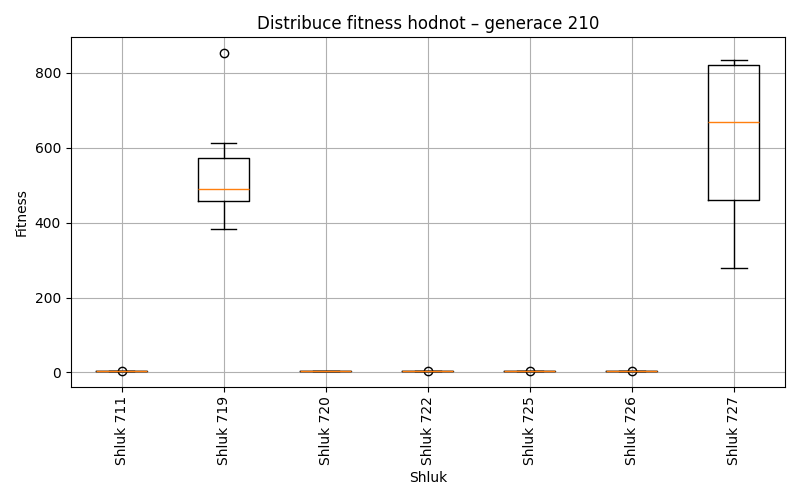 Distribuce fitness hodnot – generace 210
Fitness
800
600
400
200
0
Shluk 711
Shluk 719
Shluk 720
Shluk 722
Shluk 725
Shluk 726
Shluk 727
Shluk